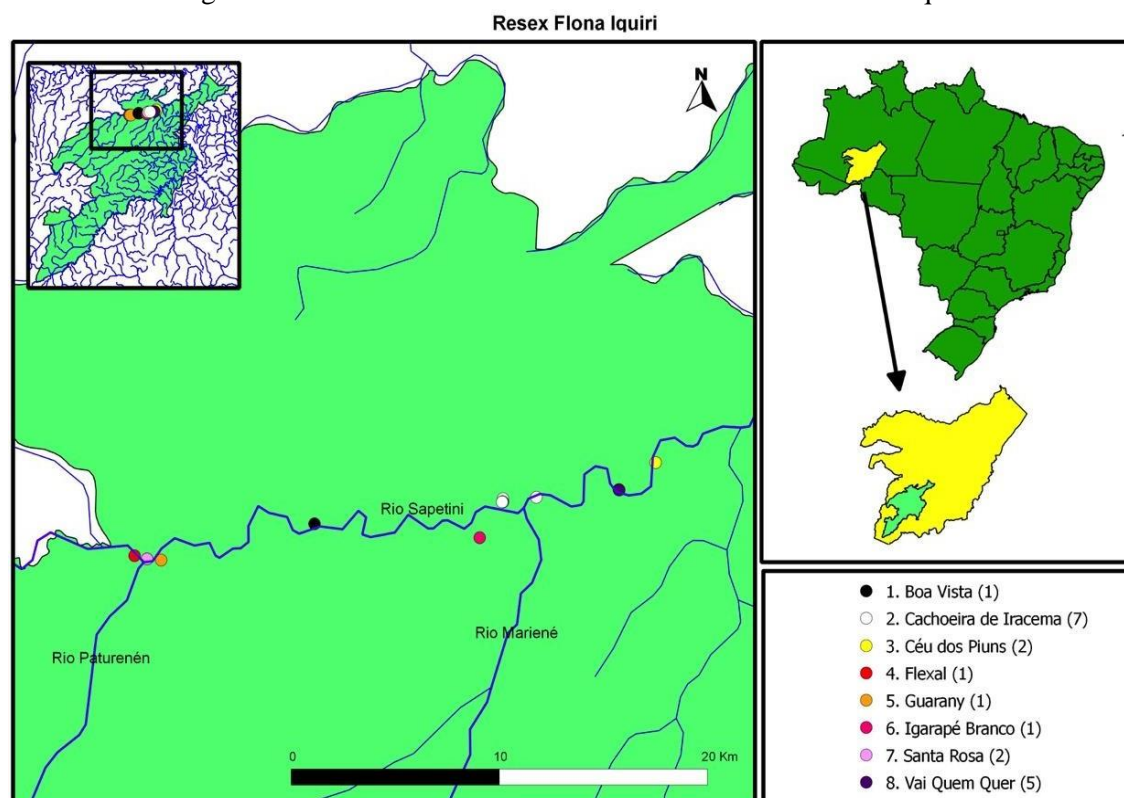 Resex Flona Iquiri
N
Rio Sapetini
Rio Mariené
Rio Paturenén
0 10 20 Km
1. Boa Vista (1)
2. Cachoeira de Iracema (7)
3. Céu dos Piuns (2)
4. Flexal (1)
5. Guarany (1)
6. Igarapé Branco (1)
7. Santa Rosa (2)
8. Vai Quem Quer (5)